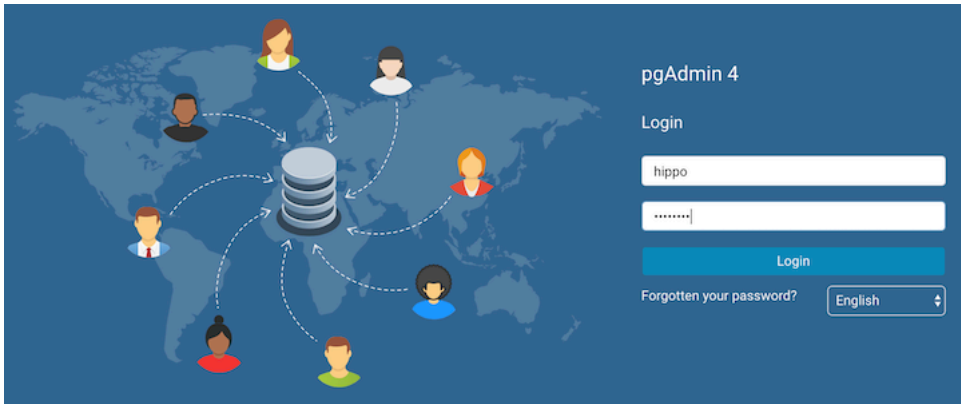 pgAdmin 4
Login
hippo
••••••••
Login
Forgotten your password?
English